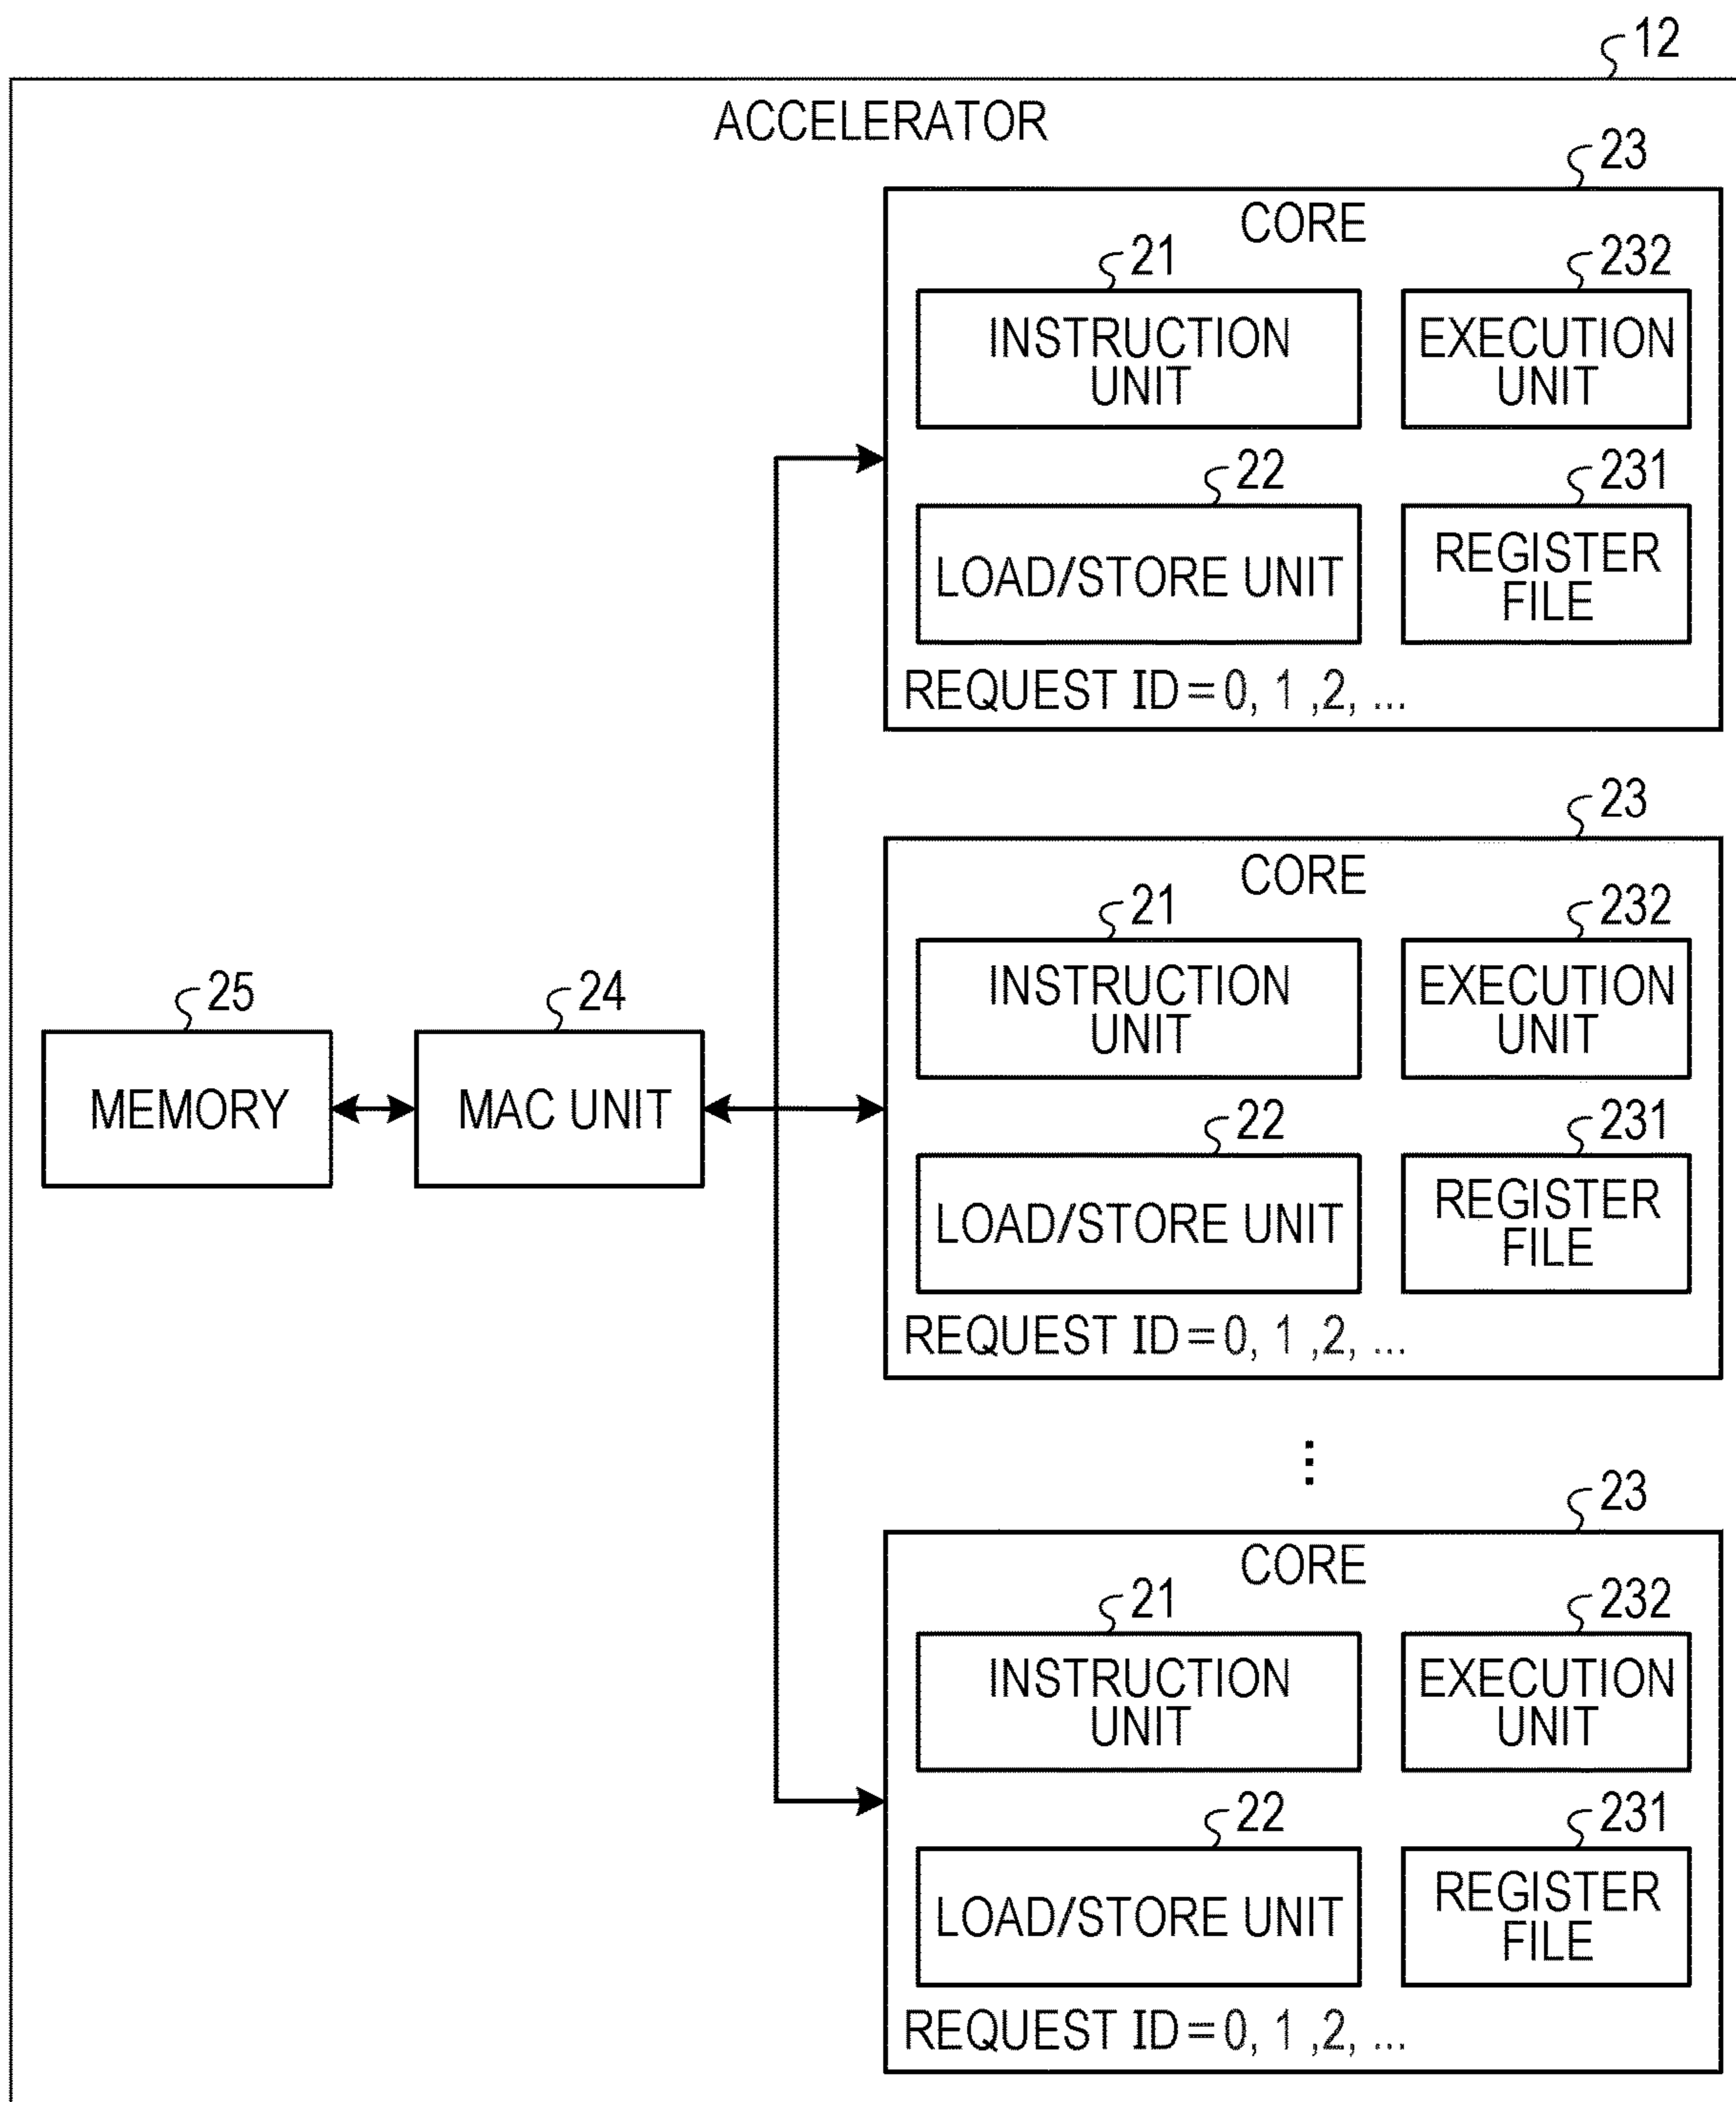 12
ACCELERATOR
23
CORE
21
232
INSTRUCTION
UNIT
EXECUTION
UNIT
22
231
LOAD/STORE UNIT
REGISTER
FILE
REQUEST ID=0, 1 ,2, ...
23
CORE
21
232
INSTRUCTION
UNIT
EXECUTION
UNIT
25
24
MEMORY
MAC UNIT
22
231
LOAD/STORE UNIT
REGISTER
FILE
REQUEST ID=0, 1 ,2, ...
⋮
23
CORE
21
232
INSTRUCTION
UNIT
EXECUTION
UNIT
22
231
LOAD/STORE UNIT
REGISTER
FILE
REQUEST ID=0, 1 ,2, ...